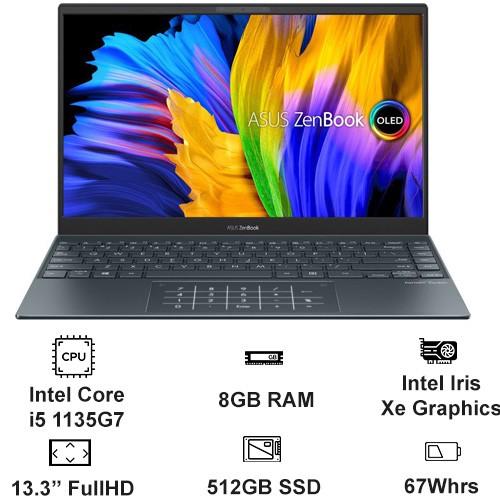 ASUS ZenBook OLED
ASUS ZenBook
CPU
GB
Intel Core
i5 1135G7
8GB RAM
Intel Iris
Xe Graphics
13.3” FullHD
512GB SSD
67Whrs